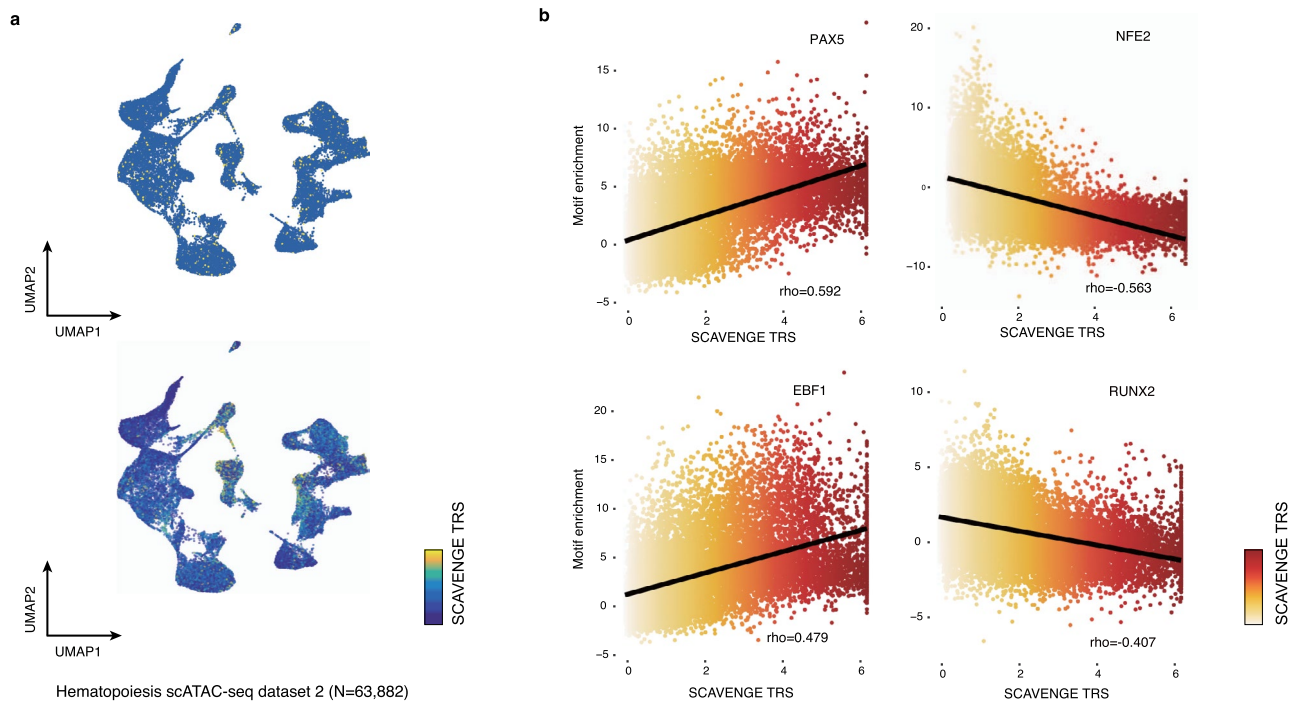 a
UMAP2
UMAP1
SCAVENGE TRS
UMAP2
UMAP1
Hematopoiesis scATAC-seq dataset 2 (N=63,882)
b
PAX5
Motif enrichment
15
10
5
0
−5
rho=0.592
0 2 4 6
SCAVENGE TRS
NFE2
20
10
0
−10
rho=-0.563
0 2 4 6
SCAVENGE TRS
EBF1
Motif enrichment
20
15
10
5
0
−5
rho=0.479
0 2 4 6
SCAVENGE TRS
RUNX2
10
5
0
−5
rho=-0.407
0 2 4 6
SCAVENGE TRS
SCAVENGE TRS